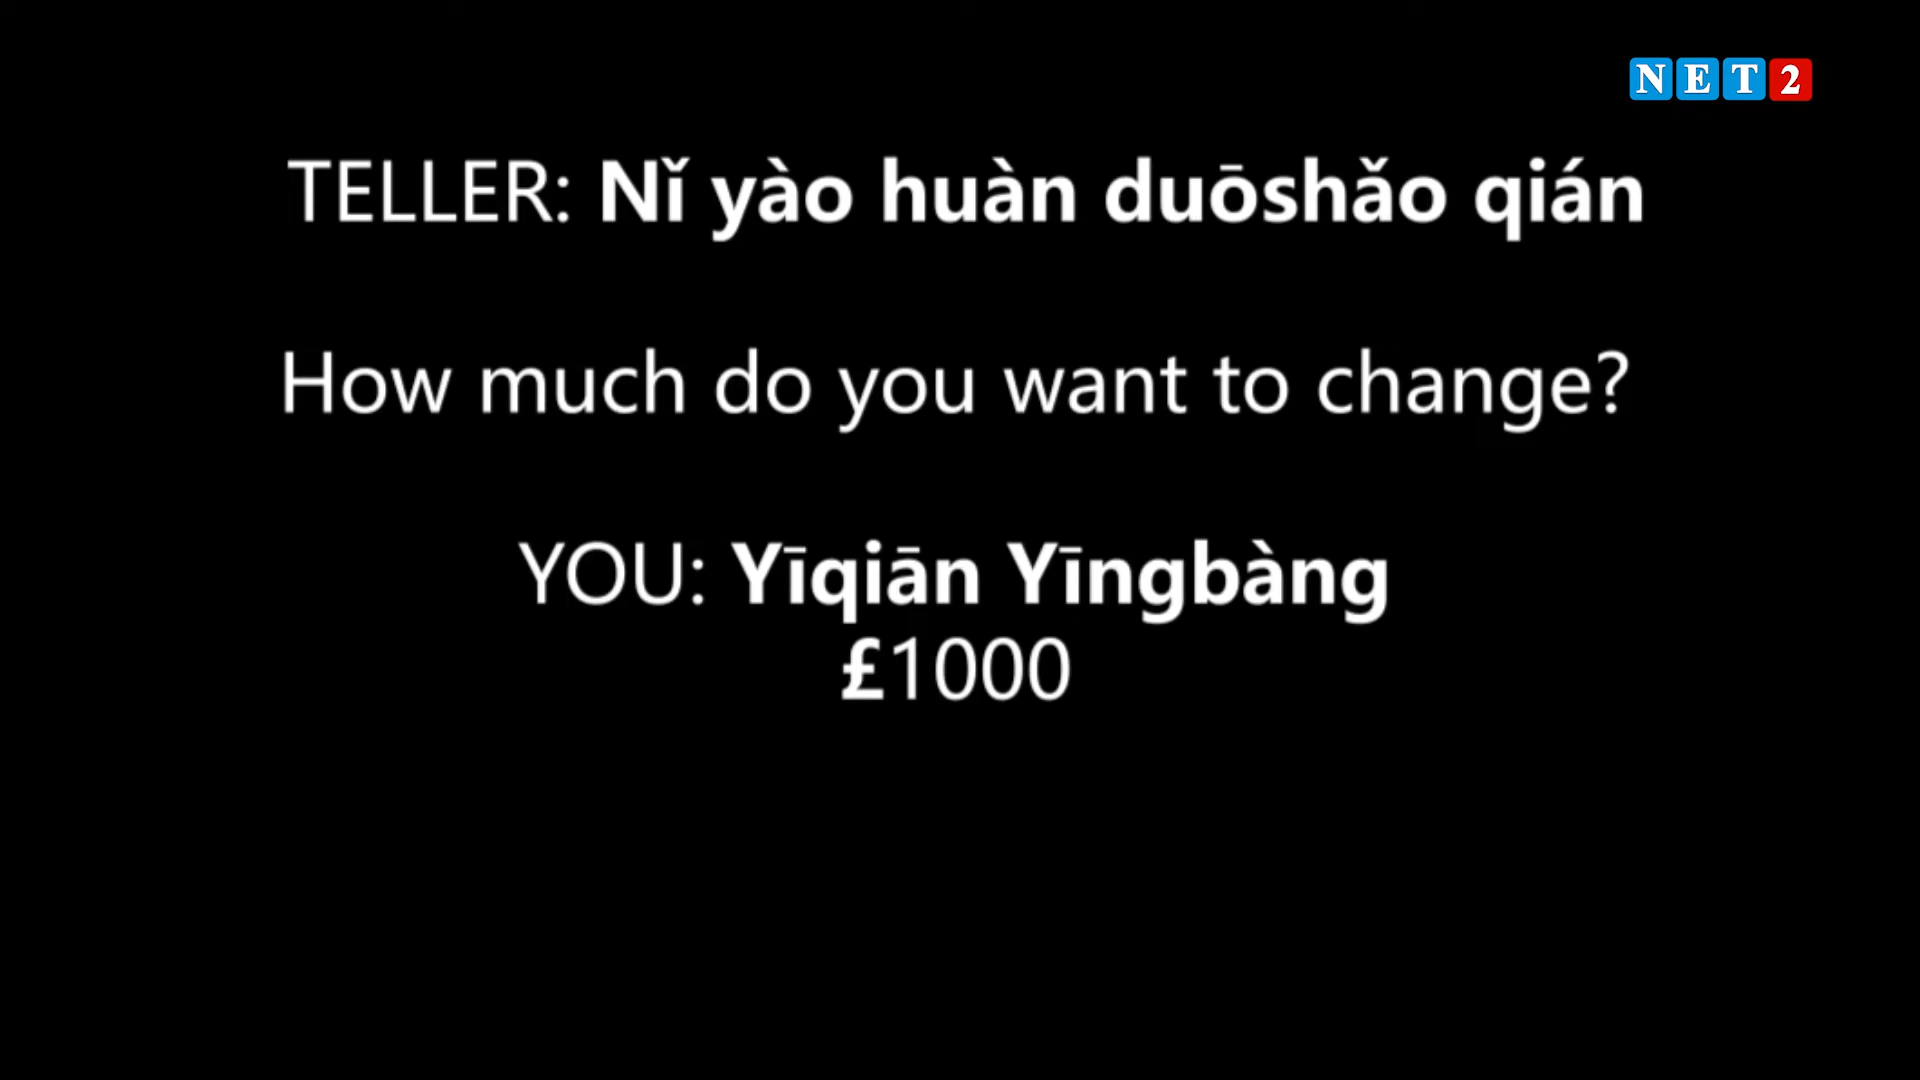 NET2
TELLER: Nǐ yào huàn duōshǎo qián
How much do you want to change?
YOU: Yīqiān Yīngbàng
£1000